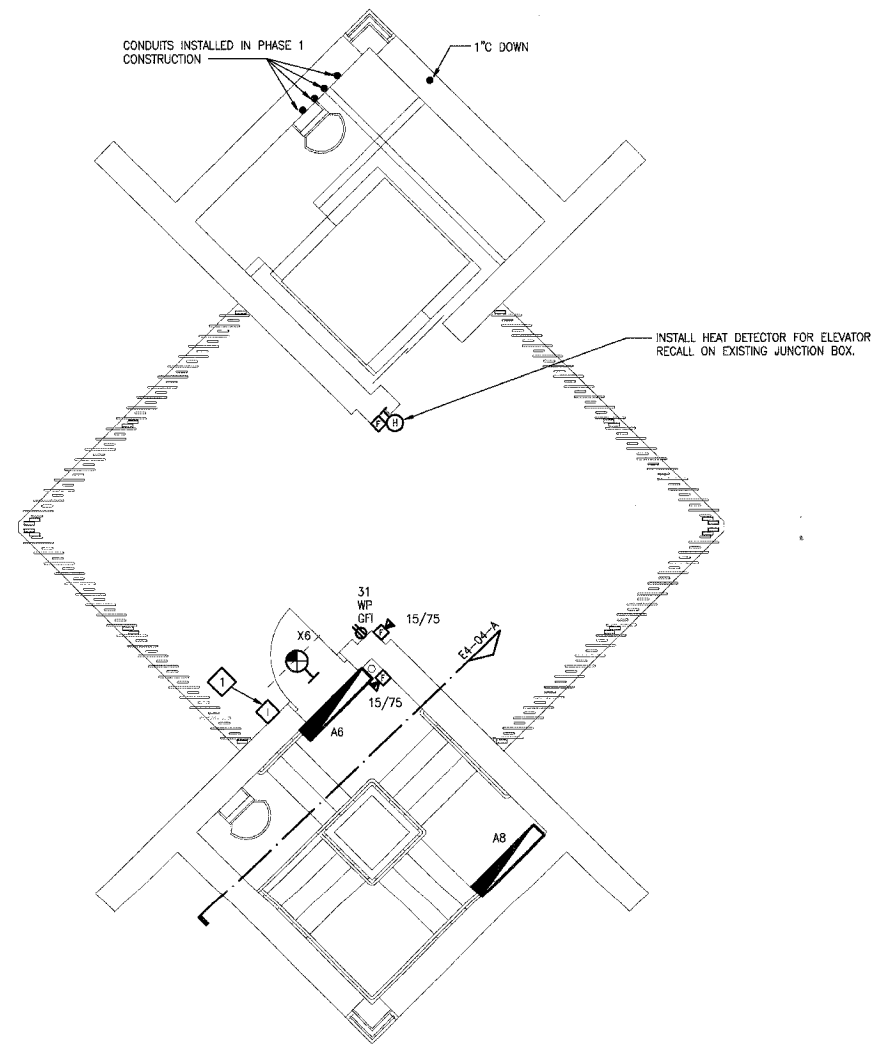 CONDUITS INSTALLED IN PHASE 1
CONSTRUCTION
1"C DOWN
INSTALL HEAT DETECTOR FOR ELEVATOR
RECALL ON EXISTING JUNCTION BOX.
F
H
31
WP
GFI
F
15/75
X6
E4-04-A
1
I
F
15/75
A6
A8